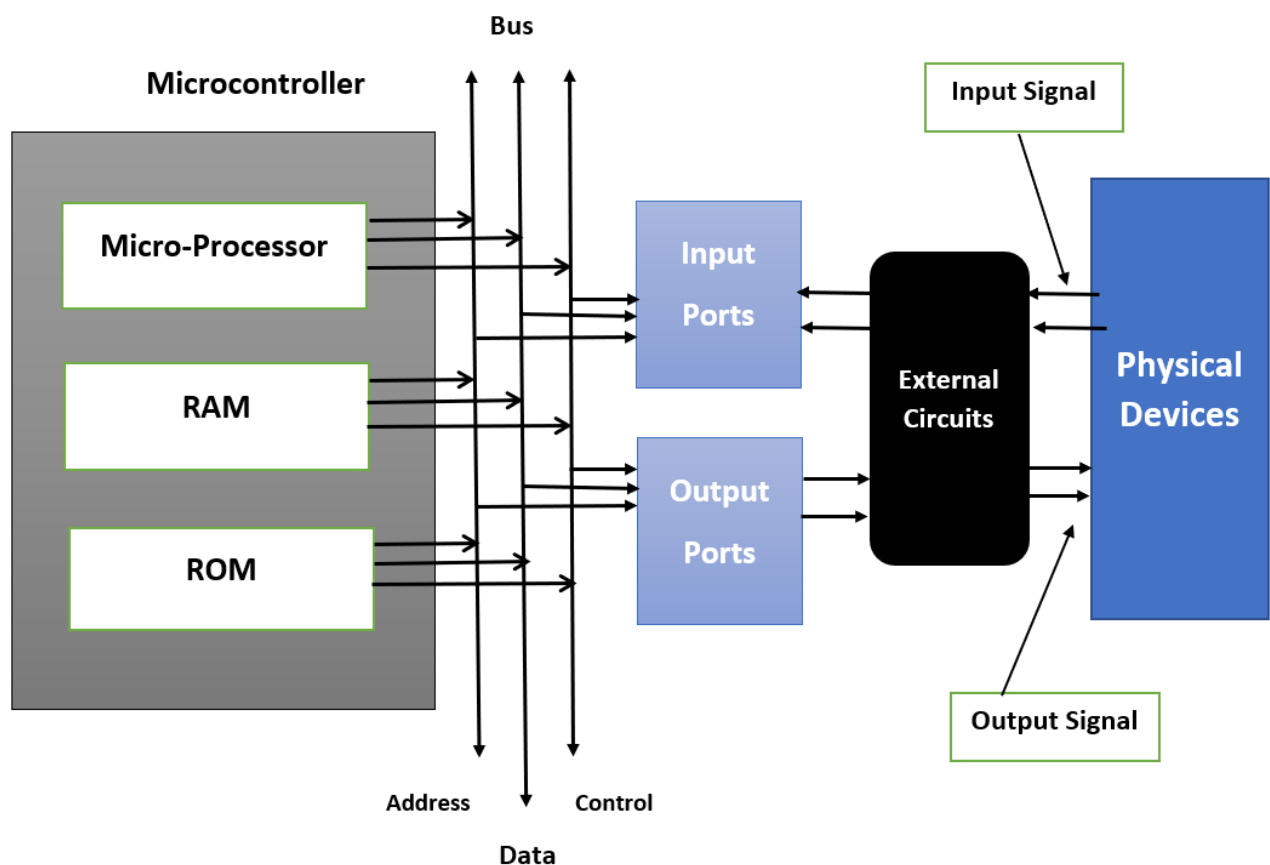 Bus
Microcontroller
Input Signal
Micro-Processor
Input
Ports
RAM
External
Circuits
Physical
Devices
Output
Ports
ROM
Output Signal
Address
Control
Data